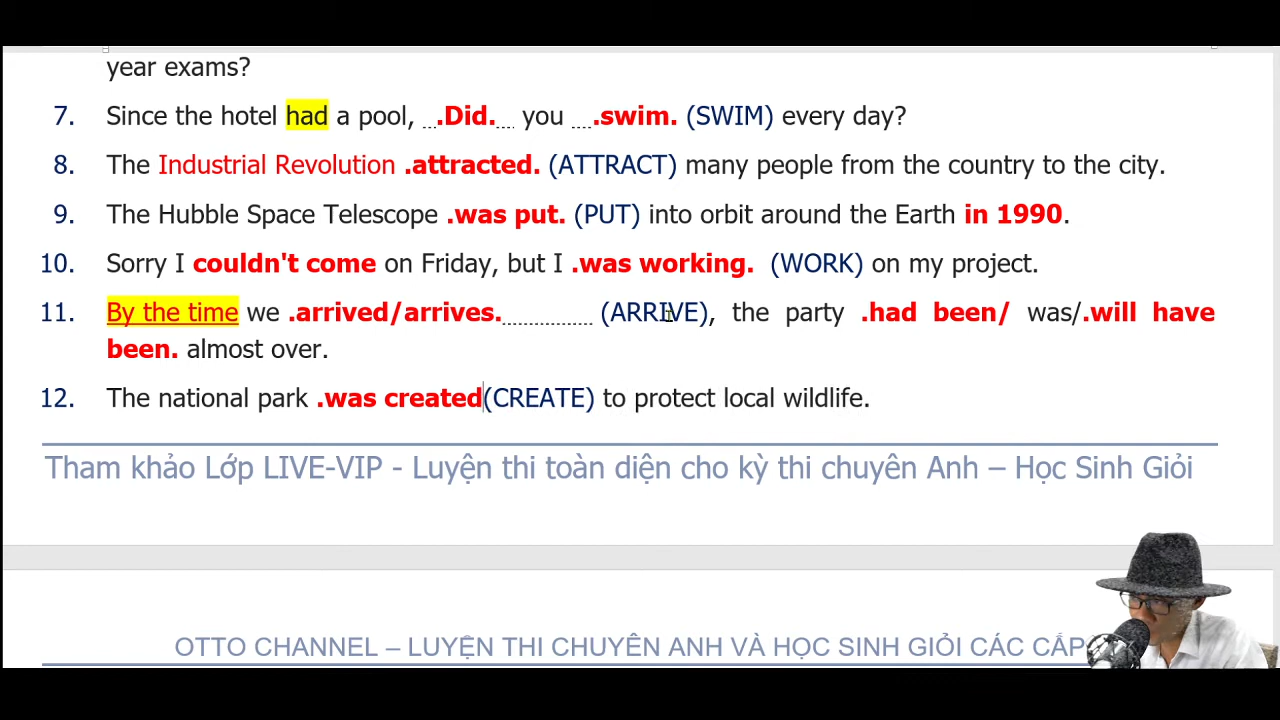 year exams?
7. Since the hotel had a pool, ...Did.... you ....swim. (SWIM) every day?
8. The Industrial Revolution .attracted. (ATTRACT) many people from the country to the city.
9. The Hubble Space Telescope .was put. (PUT) into orbit around the Earth in 1990.
10. Sorry I couldn't come on Friday, but I .was working. (WORK) on my project.
11. By the time we .arrived/arrives................ (ARRIVE), the party .had been/ was/.will have
been. almost over.
12. The national park .was created(CREATE) to protect local wildlife.
Tham khảo Lớp LIVE-VIP - Luyện thi toàn diện cho kỳ thi chuyên Anh – Học Sinh Giỏi
OTTO CHANNEL – LUYỆN THI CHUYÊN ANH VÀ HỌC SINH GIỎI CÁC CẤP